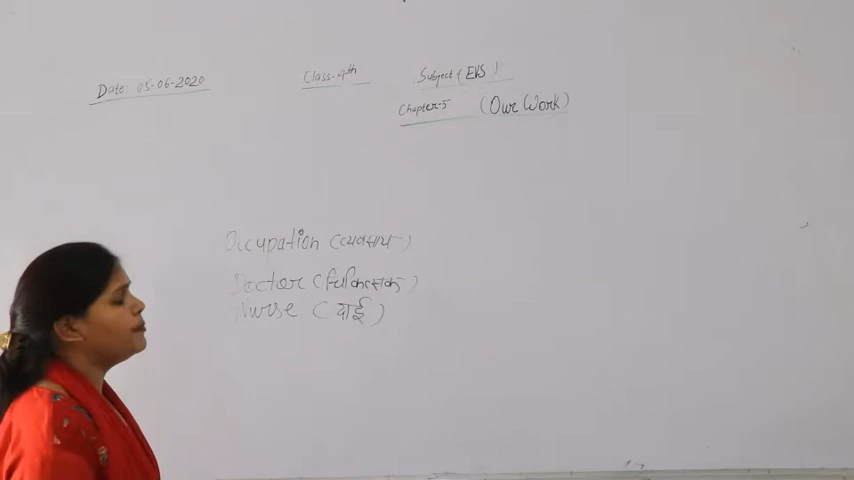 Date: 05-06-2020 Class-4th Subject (EVS)
Chapter-5 (Our Work)
Occupation (व्यवसाय)
Doctor (चिकित्सक)
Nurse (दाई)